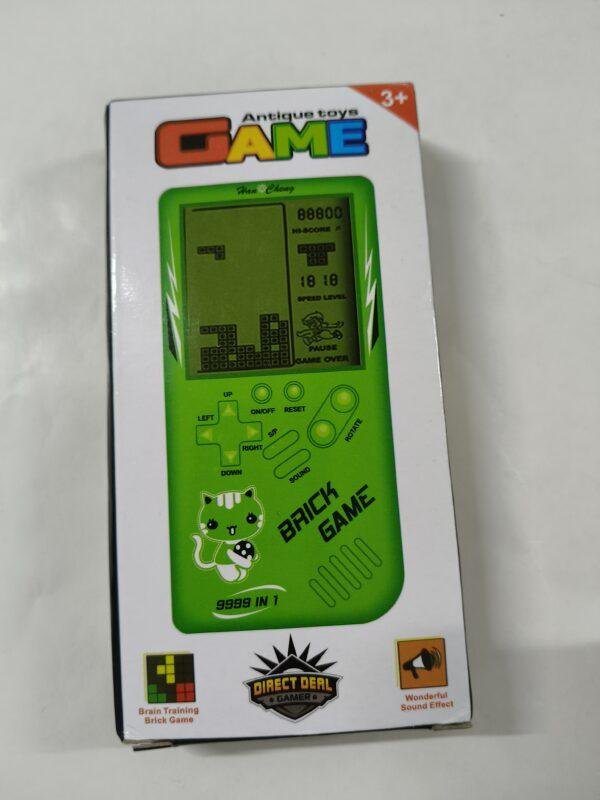 3+
Antique toys
GAME
Han Cheng
88800
HI-SCORE
18 18
SPEED LEVEL
PAUSE
GAME OVER
UP
LEFT
RIGHT
DOWN
ON/OFF
RESET
S/P
SOUND
ROTATE
BRICK
GAME
9999 IN 1
DIRECT DEAL
GAMER
Brain Training
Brick Game
Wonderful
Sound Effect